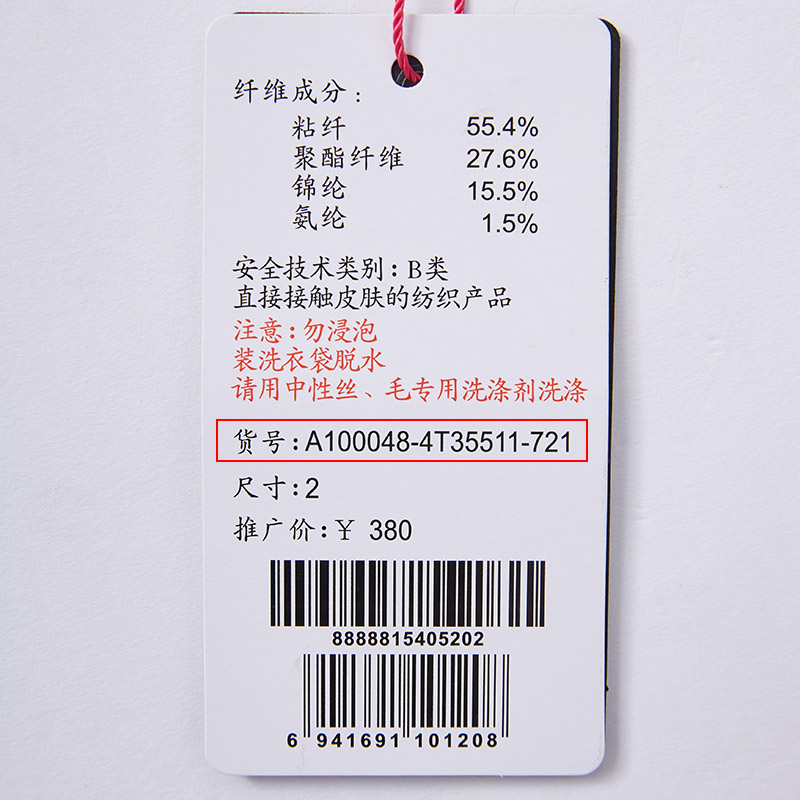 纤维成分：
粘纤 55.4%
聚酯纤维 27.6%
锦纶 15.5%
氨纶 1.5%
安全技术类别：B类
直接接触皮肤的纺织产品
注意：勿浸泡
装洗衣袋脱水
请用中性丝、毛专用洗涤剂洗涤
货号：A100048-4T35511-721
尺寸：2
推广价：￥ 380
8888815405202
6 941691 101208